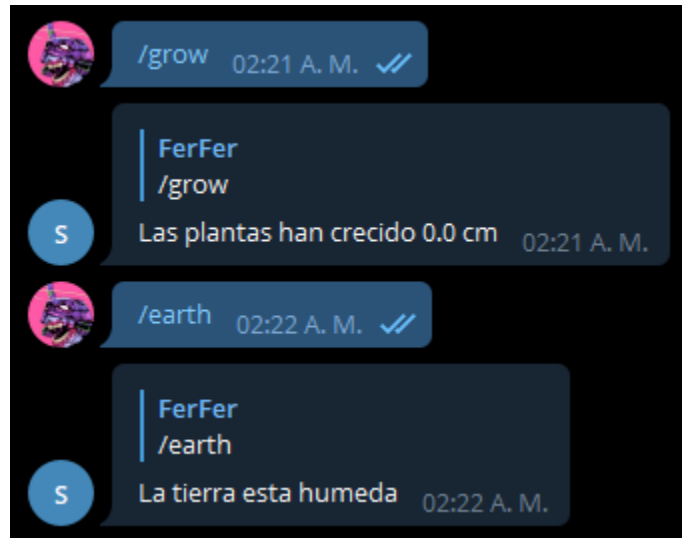 /grow 02:21 A. M.
FerFer
/grow
S
Las plantas han crecido 0.0 cm 02:21 A. M.
/earth 02:22 A. M.
FerFer
/earth
S
La tierra esta humeda 02:22 A. M.